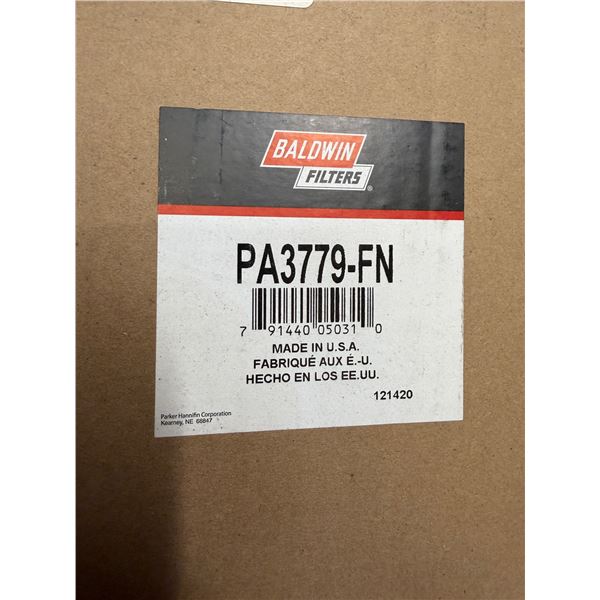 BALDWIN
FILTERS®
PA3779-FN
7 91440 05031 0
MADE IN U.S.A.
FABRIQUÉ AUX É.-U.
HECHO EN LOS EE.UU.
121420
Parker Hannifin Corporation
Kearney, NE 68847